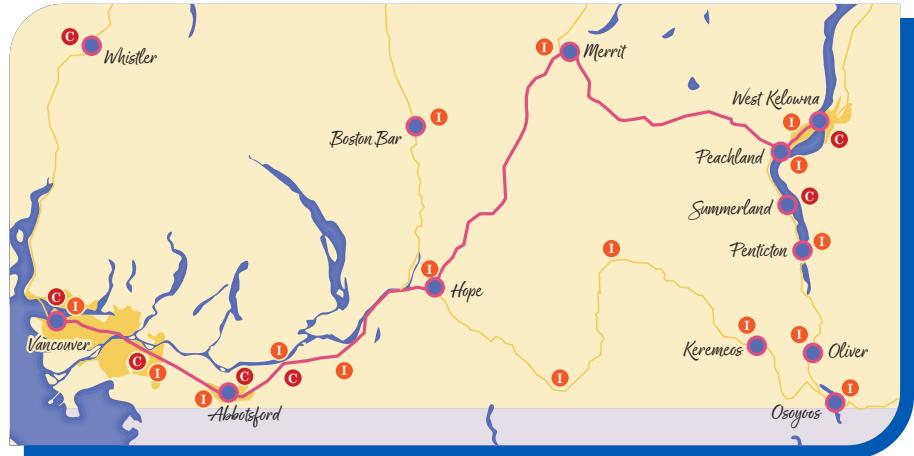 C
Whistler
I
Merrit
West Kelowna
I
C
Boston Bar
I
Peachland
I
Summerland
C
Penticton
I
I
I
Hope
C
I
Vancouver
I
Keremeos
I
Oliver
I
C
I
I
C
C
I
I
I
Abbotsford
I
Osoyoos